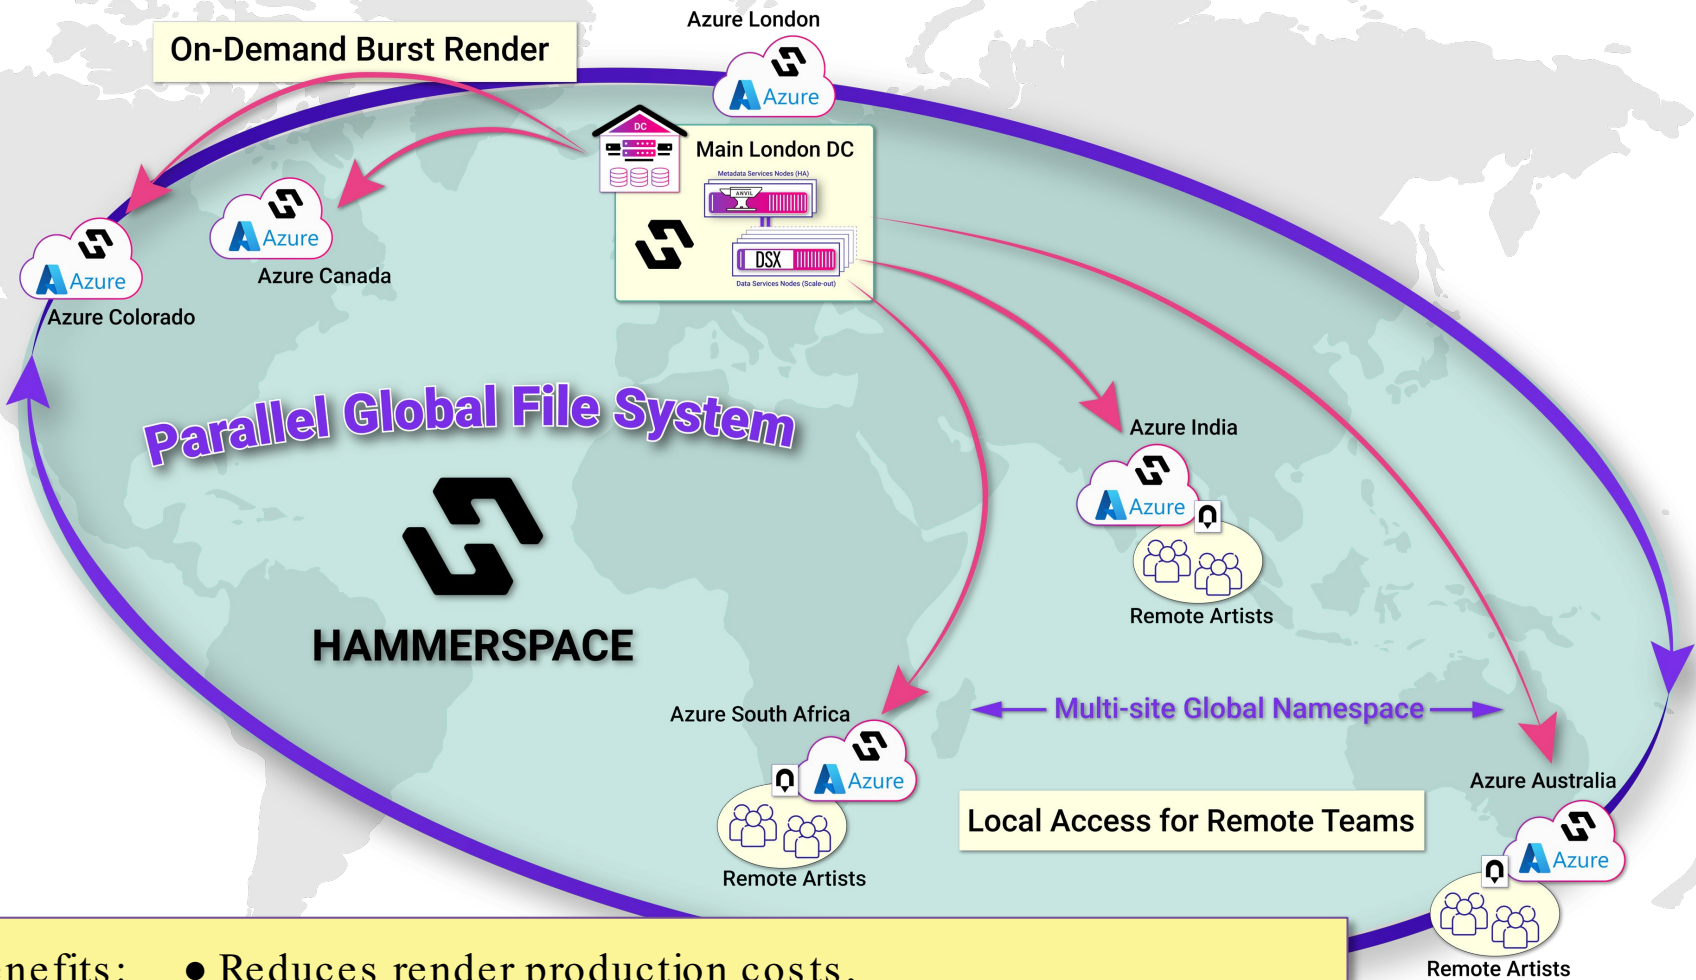 Azure London
On-Demand Burst Render
Azure
DC
Main London DC
Metadata Services Nodes (HA)
ANVIL
DSX
Data Services Nodes (Scale-out)
Azure
Azure Canada
Azure
Azure Colorado
Parallel Global File System
HAMMERSPACE
Azure India
Azure
Remote Artists
Azure South Africa
Azure
Remote Artists
Multi-site Global Namespace
Local Access for Remote Teams
Azure Australia
Azure
Remote Artists
enefits: • Reduces render production costs.